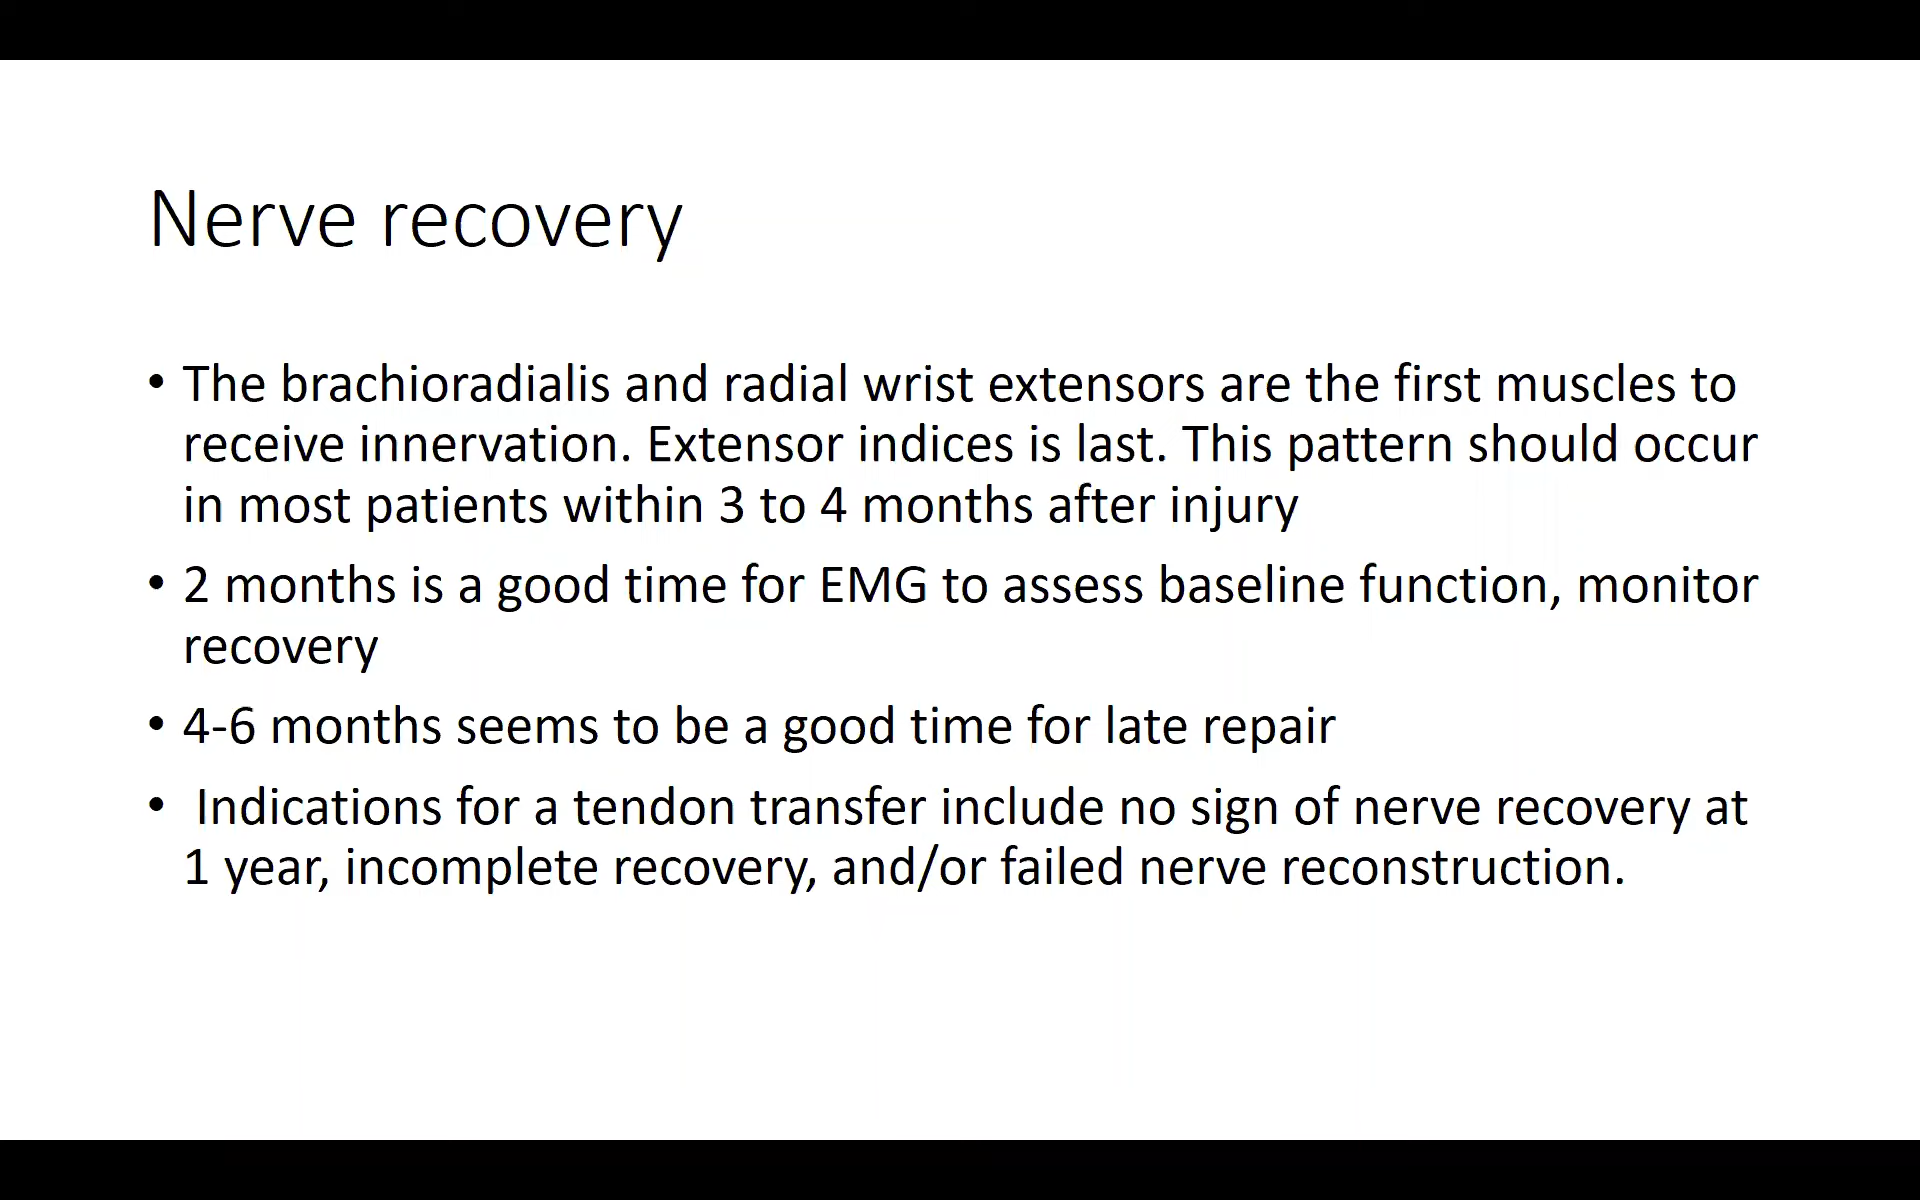 Nerve recovery
• The brachioradialis and radial wrist extensors are the first muscles to
receive innervation. Extensor indices is last. This pattern should occur
in most patients within 3 to 4 months after injury
• 2 months is a good time for EMG to assess baseline function, monitor
recovery
• 4-6 months seems to be a good time for late repair
• Indications for a tendon transfer include no sign of nerve recovery at
1 year, incomplete recovery, and/or failed nerve reconstruction.